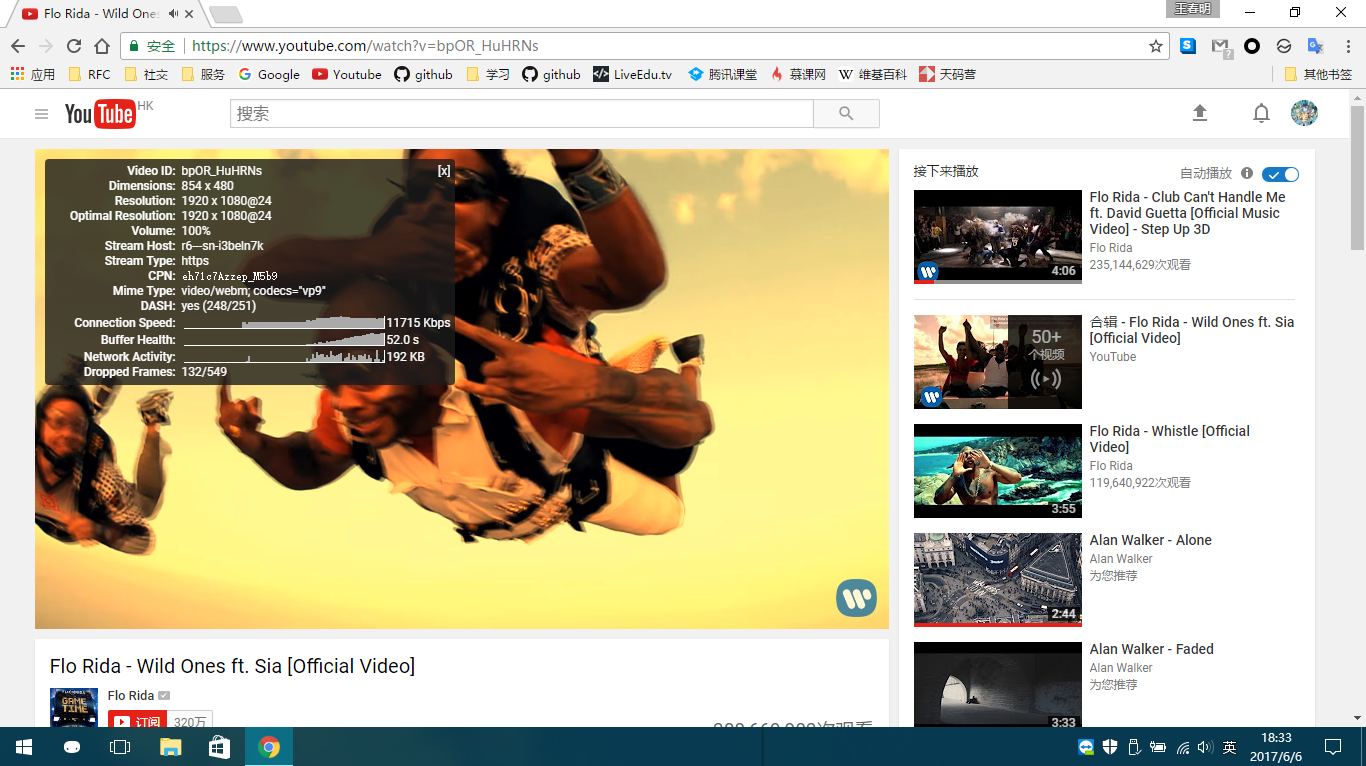 Flo Rida - Wild Ones
王孝明
安全
https://www.youtube.com/watch?v=bpOR_HuHRNs
应用
RFC
社交
服务
Google
Youtube
github
学习
github
LiveEdu.tv
腾讯课堂
慕课网
W 维基百科
天码营
其他书签
YouTube HK
搜索
Video ID: bpOR_HuHRNs [x]
Dimensions: 854 x 480
Resolution: 1920 x 1080@24
Optimal Resolution: 1920 x 1080@24
Volume: 100%
Stream Host: r6---sn-i3beln7k
Stream Type: https
CPN: eh71c7Azzep_M5b9
Mime Type: video/webm; codecs="vp9"
DASH: yes (248/251)
Connection Speed: 11715 Kbps
Buffer Health: 52.0 s
Network Activity: 192 KB
Dropped Frames: 132/549
Flo Rida - Wild Ones ft. Sia [Official Video]
GAME
TIME
Flo Rida
订阅 320万
接下来播放
自动播放
Flo Rida - Club Can't Handle Me
ft. David Guetta [Official Music
Video] - Step Up 3D
Flo Rida
235,144,629次观看
4:06
合辑 - Flo Rida - Wild Ones ft. Sia
[Official Video]
YouTube
50+
个视频
Flo Rida - Whistle [Official
Video]
Flo Rida
119,640,922次观看
3:55
Alan Walker - Alone
Alan Walker
为您推荐
2:44
Alan Walker - Faded
Alan Walker
为您推荐
3:33
英
18:33
2017/6/6